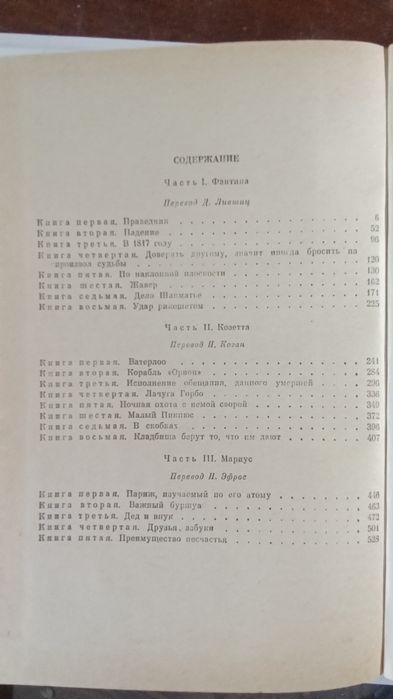 СОДЕРЖАНИЕ
Часть I. Фантина
Перевод Д. Лившиц
Книга первая. Праведник . . . . . . . . . . . . . . . . 6
Книга вторая. Падение . . . . . . . . . . . . . . . . 52
Книга третья. В 1817 году . . . . . . . . . . . . . . . . 96
Книга четвертая. Доверять другому, значит иногда бросить на
произвол судьбы . . . . . . . . . . . . . . . . 120
Книга пятая. По наклонной плоскости . . . . . . . . . . . . 130
Книга шестая. Жавер . . . . . . . . . . . . . . . . 162
Книга седьмая. Дело Шанматье . . . . . . . . . . . . . . 171
Книга восьмая. Удар рикошетом . . . . . . . . . . . . . . 225
Часть II. Козетта
Перевод Н. Коган
Книга первая. Ватерлоо . . . . . . . . . . . . . . . . 241
Книга вторая. Корабль «Орион» . . . . . . . . . . . . . . 284
Книга третья. Исполнение обещания, данного умершей . . . . . 296
Книга четвертая. Лачуга Горбо . . . . . . . . . . . . . . 336
Книга пятая. Ночная охота с немой сворой . . . . . . . . . . 349
Книга шестая. Малый Пикпюс . . . . . . . . . . . . . . 372
Книга седьмая. В скобках . . . . . . . . . . . . . . . . 396
Книга восьмая. Кладбища берут то, что им дают . . . . . . . . 407
Часть III. Мариус
Перевод Н. Эфрос
Книга первая. Париж, изучаемый по его атому . . . . . . . . 446
Книга вторая. Важный буржуа . . . . . . . . . . . . . . 463
Книга третья. Дед и внук . . . . . . . . . . . . . . . . 472
Книга четвертая. Друзья азбуки . . . . . . . . . . . . . . 501
Книга пятая. Преимущество несчастья . . . . . . . . . . . . 528